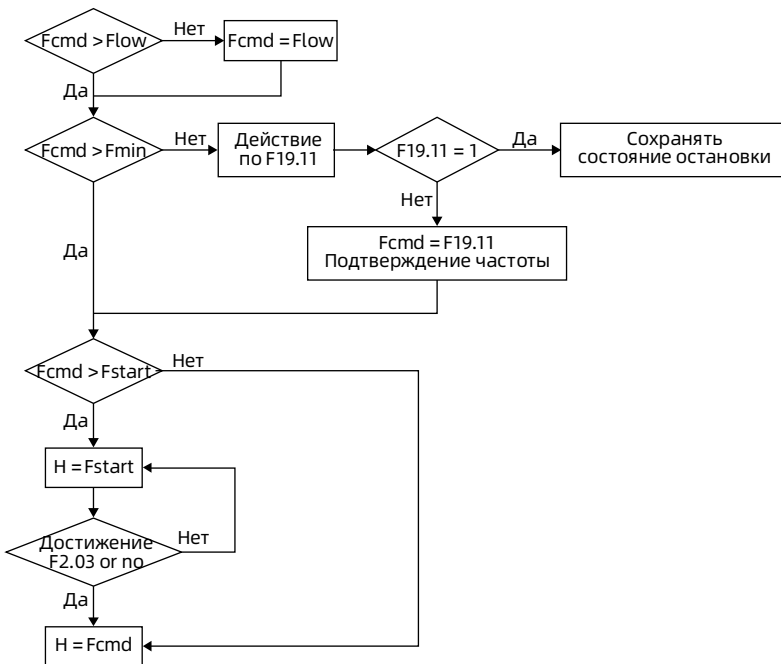 Fcmd >Flow
Нет
Fcmd =Flow
Да
Fcmd >Fmin
Нет
Действие
по F19.11
F19.11 = 1
Да
Сохранять
состояние остановки
Нет
Fcmd =F19.11
Подтверждение частоты
Да
Fcmd >Fstart
Нет
Да
H =Fstart
Достижение
F2.03 or no
Нет
Да
H =Fcmd